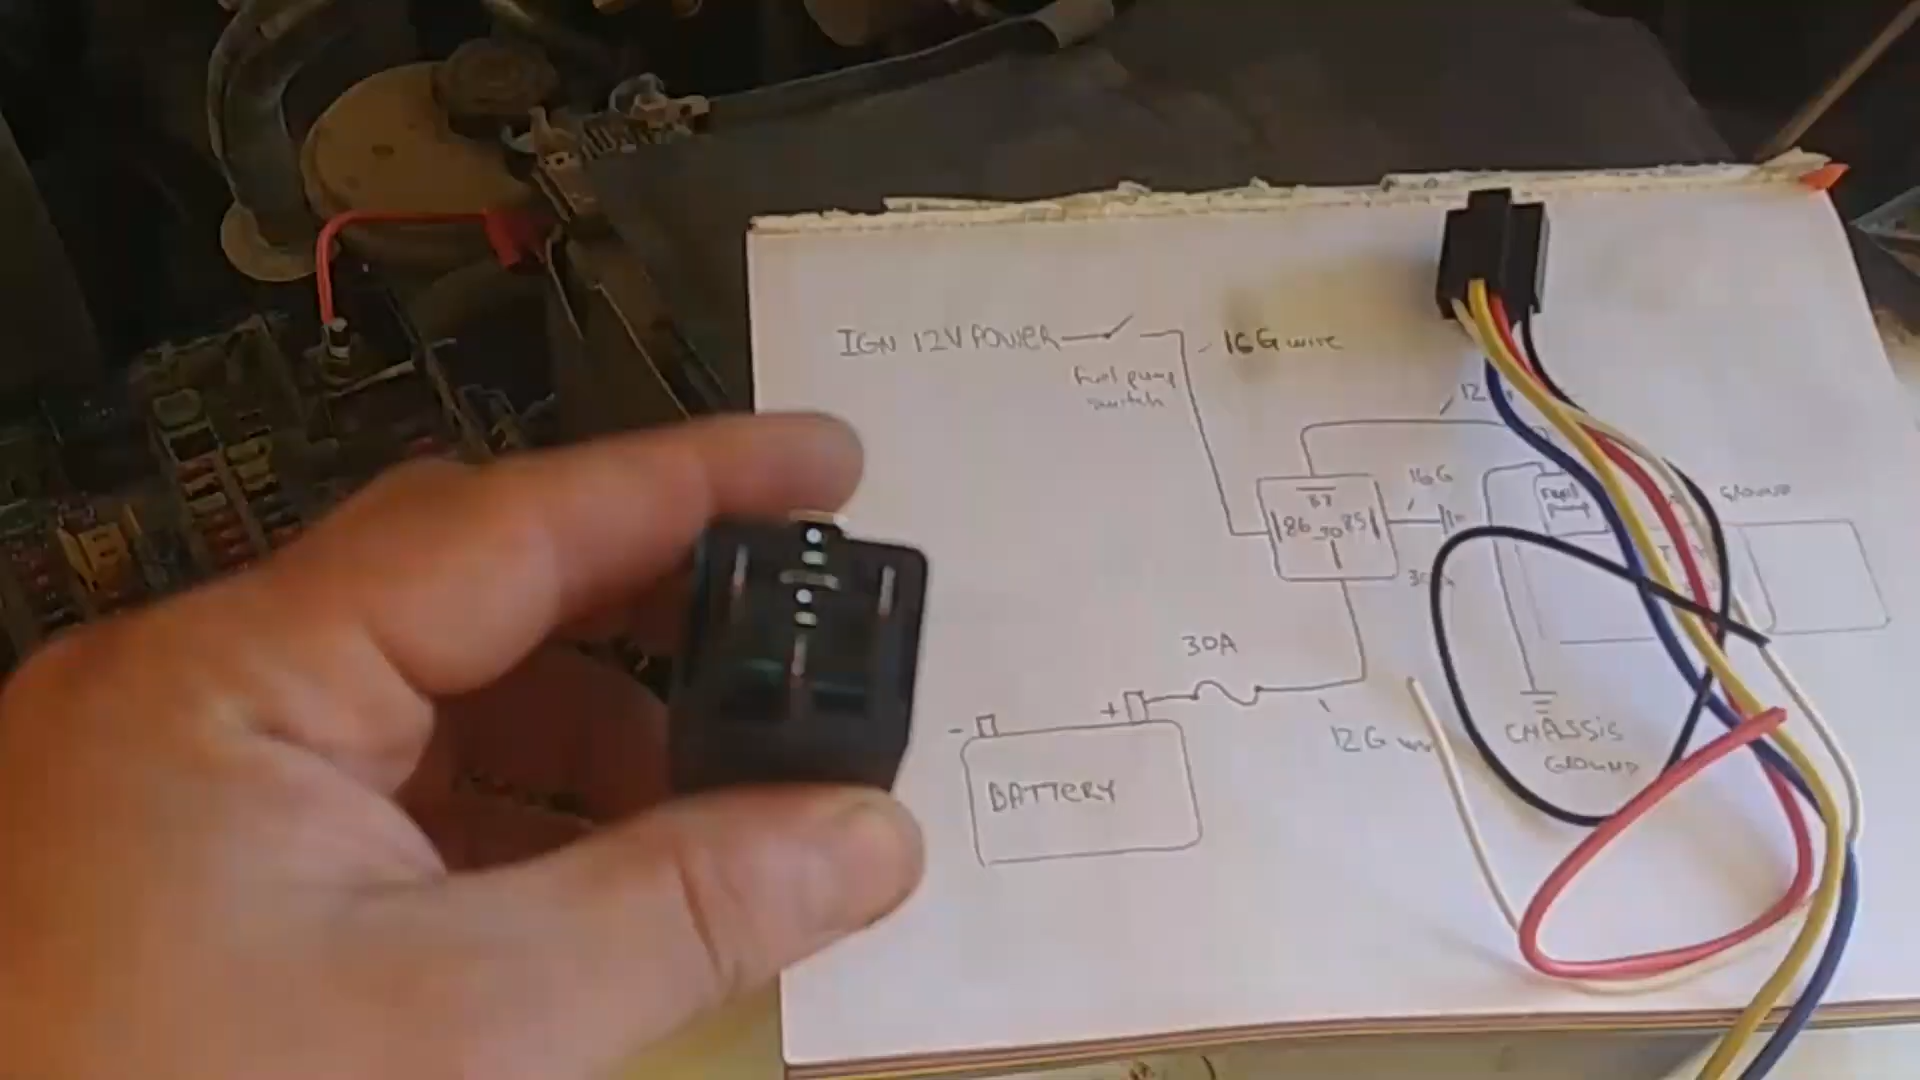 IGN 12V POWER
16G wire
fuel pump
switch
12
16G
87
86 30 85
fuel
pump
Ground
30A
+
-
12G
BATTERY
CHASSIS
GROUND